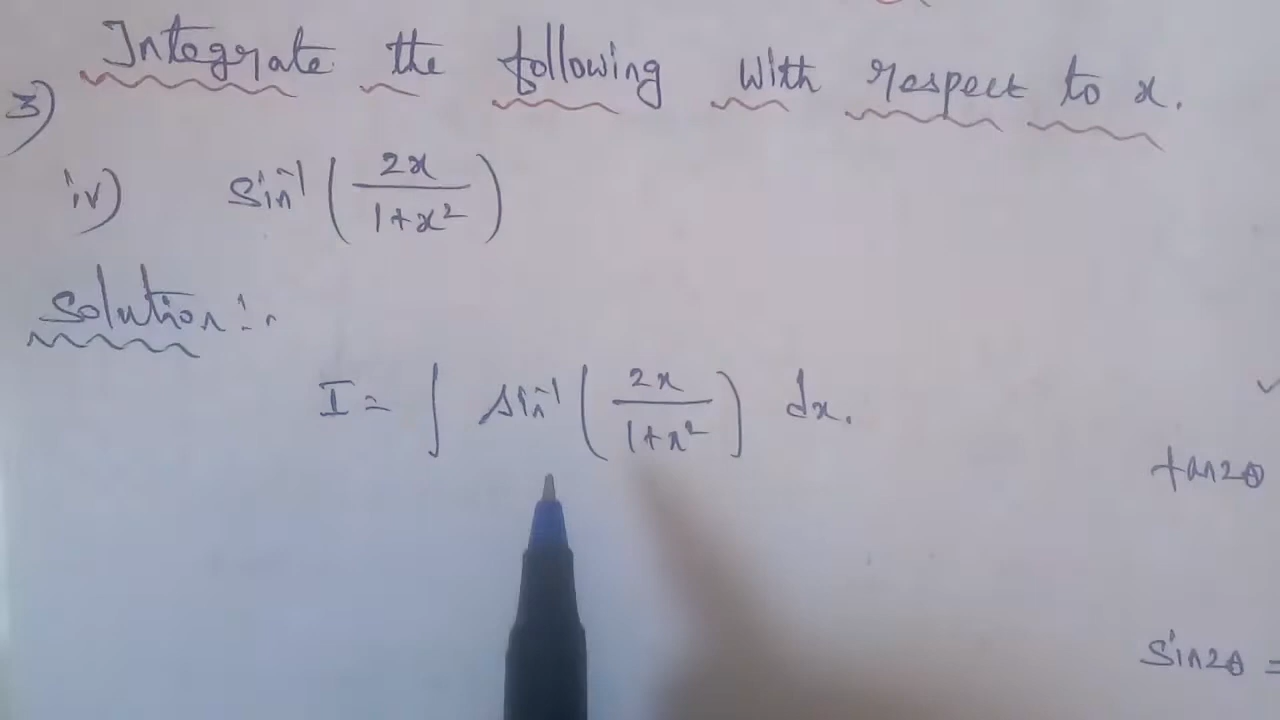 Integrate the following with respect to x.
3)
iv) Sin⁻¹ (2x / 1+x²)
Solution:-
I = ∫ sin⁻¹ (2x / 1+x²) dx.
tan2θ
Sin2θ =